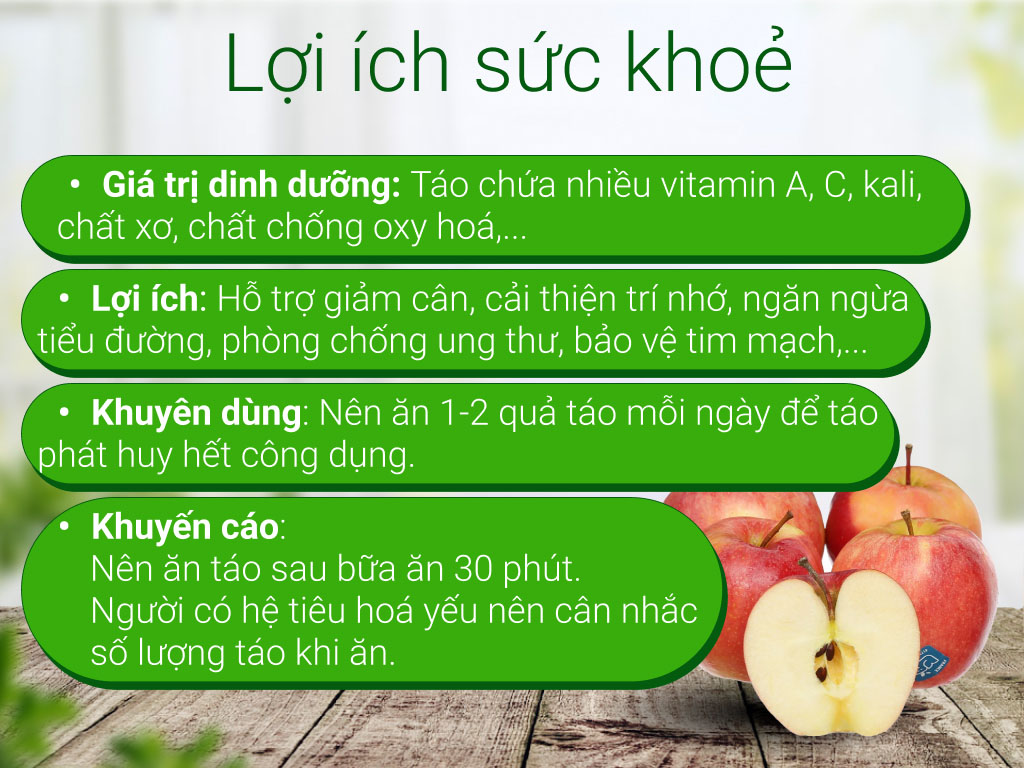 Lợi ích sức khoẻ
• Giá trị dinh dưỡng: Táo chứa nhiều vitamin A, C, kali,
chất xơ, chất chống oxy hoá,...
• Lợi ích: Hỗ trợ giảm cân, cải thiện trí nhớ, ngăn ngừa
tiểu đường, phòng chống ung thư, bảo vệ tim mạch,...
• Khuyên dùng: Nên ăn 1-2 quả táo mỗi ngày để táo
phát huy hết công dụng.
• Khuyến cáo:
Nên ăn táo sau bữa ăn 30 phút.
Người có hệ tiêu hoá yếu nên cân nhắc
số lượng táo khi ăn.